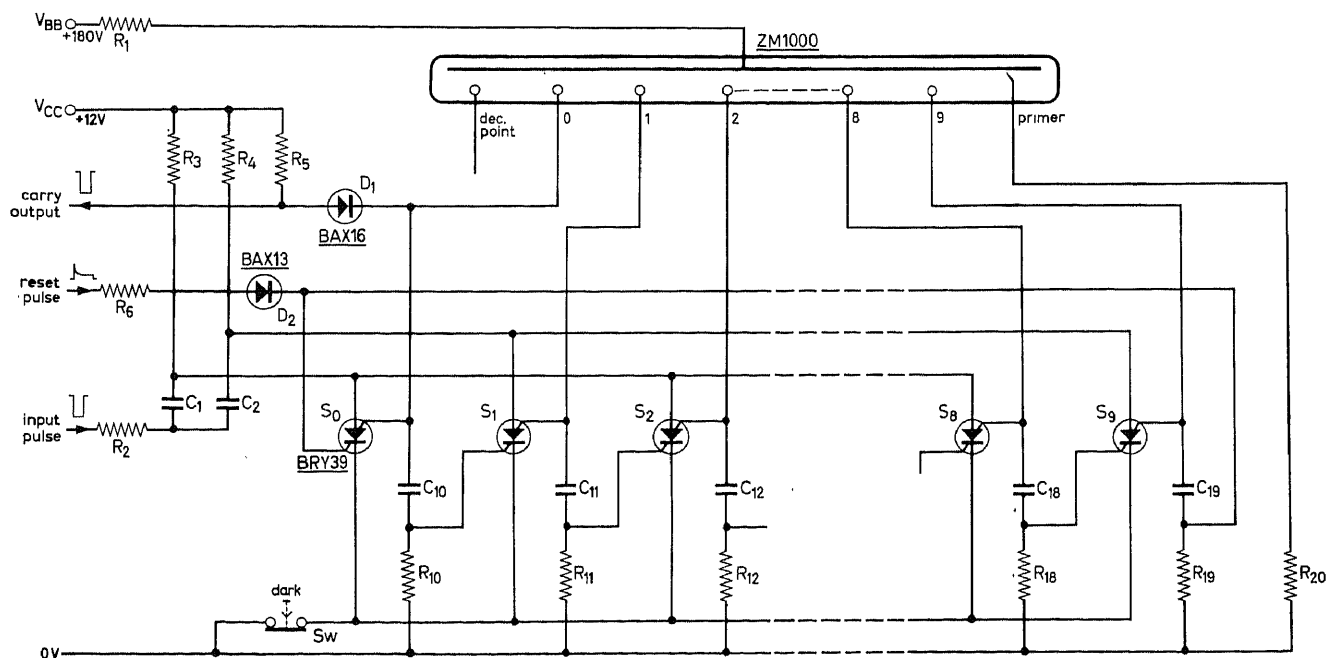 VBB
+180V
R1
ZM1000
VCC
+12V
dec.
point
0
1
2
8
9
primer
R3
R4
R5
carry
output
D1
BAX16
BAX13
reset
pulse
R6
D2
C1
C2
S0
S1
S2
S8
S9
input
pulse
R2
BRY39
C10
C11
C12
C18
C19
R10
R11
R12
R18
R19
R20
dark
Sw
0V